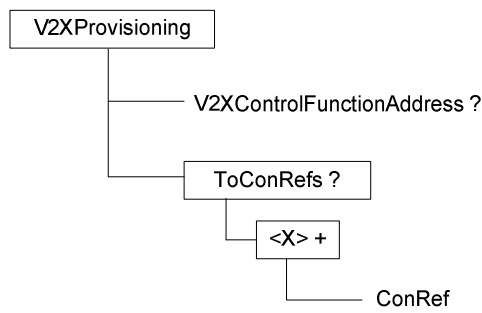 V2XProvisioning
V2XControlFunctionAddress ?
ToConRefs ?
<X> +
ConRef